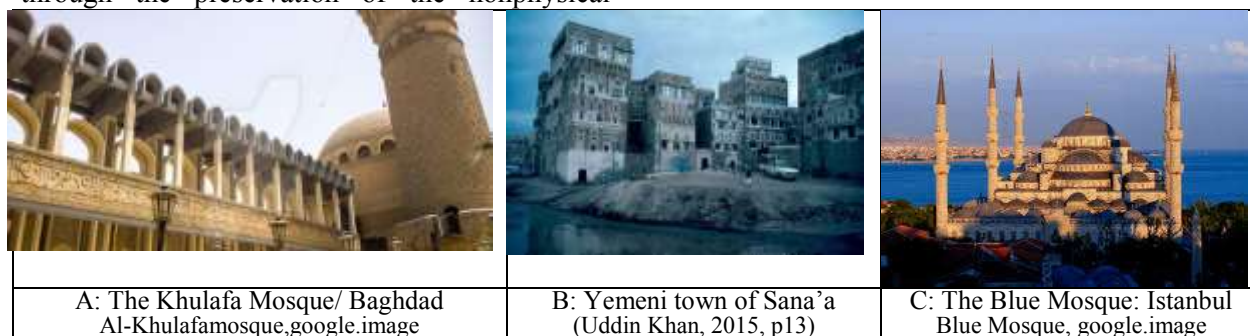 through the preservation of the nonphysical
A: The Khulafa Mosque/ Baghdad
Al-Khulafamosque,google.image
B: Yemeni town of Sana’a
(Uddin Khan, 2015, p13)
C: The Blue Mosque: Istanbul
Blue Mosque, google.image